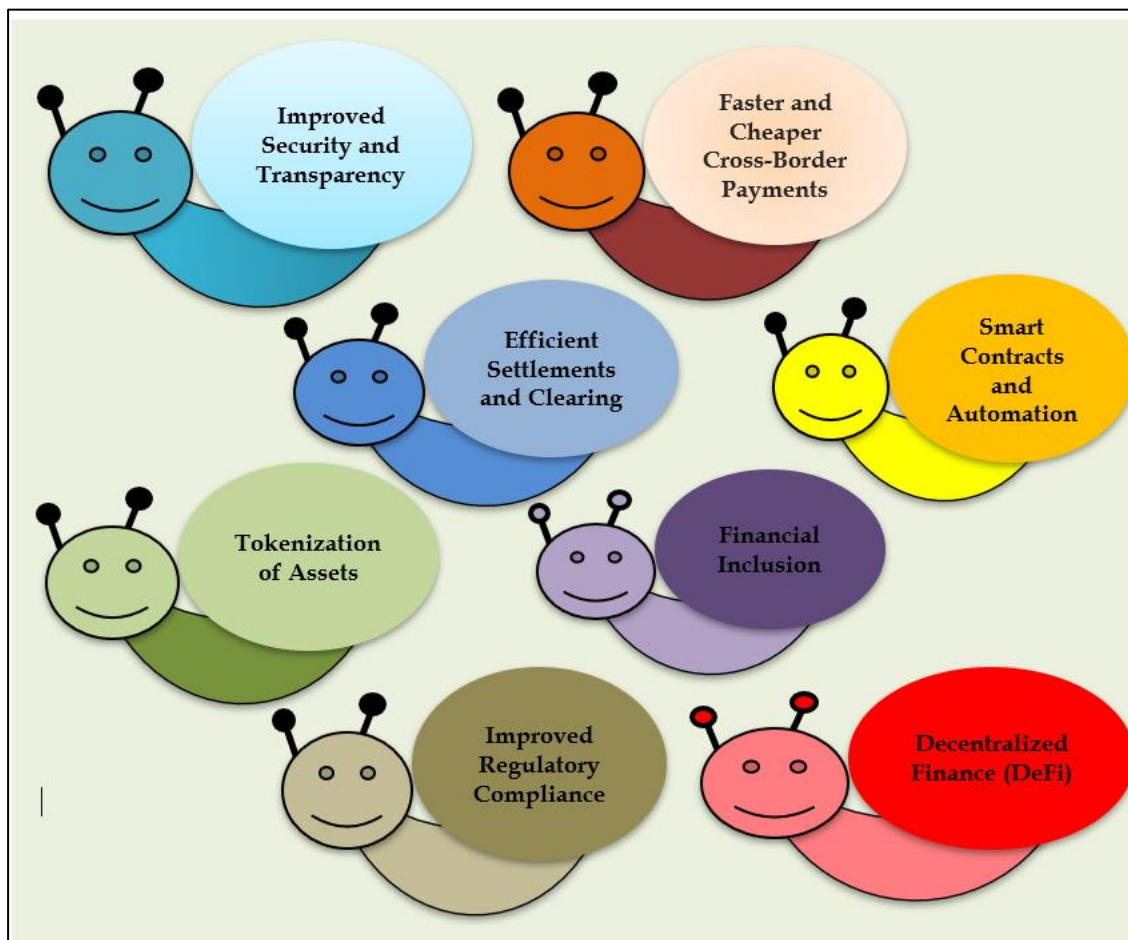 Improved
Security and
Transparency
Faster and
Cheaper
Cross-Border
Payments
Efficient
Settlements
and Clearing
Smart
Contracts
and
Automation
Tokenization
of Assets
Financial
Inclusion
Improved
Regulatory
Compliance
Decentralized
Finance (DeFi)